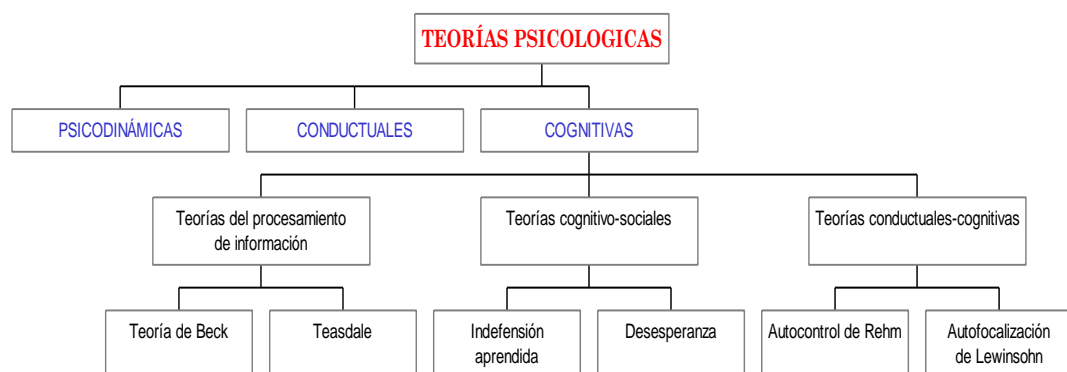 TEORÍAS PSICOLOGICAS
PSICODINÁMICAS
CONDUCTUALES
COGNITIVAS
Teorías del procesamiento
de información
Teorías cognitivo-sociales
Teorías conductuales-cognitivas
Teoría de Beck
Teasdale
Indefensión
aprendida
Desesperanza
Autocontrol de Rehm
Autofocalización
de Lewinsohn